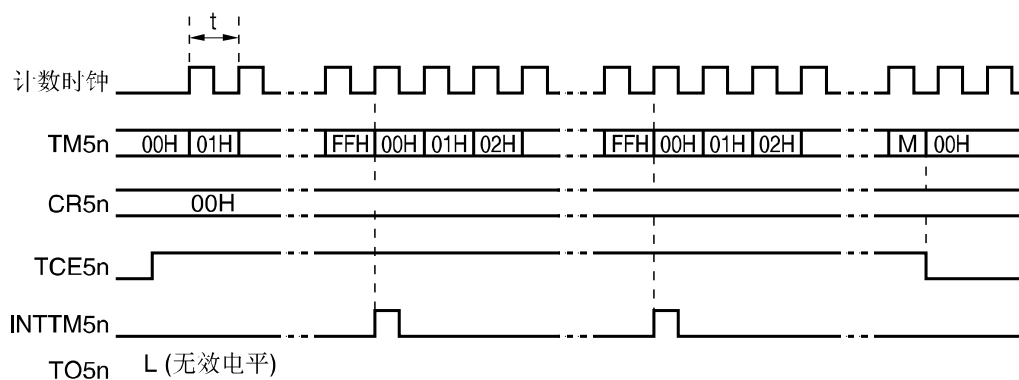 t
计数时钟
TM5n 00H 01H FFH 00H 01H 02H FFH 00H 01H 02H M 00H
CR5n 00H
TCE5n
INTTM5n
TO5n L (无效电平)